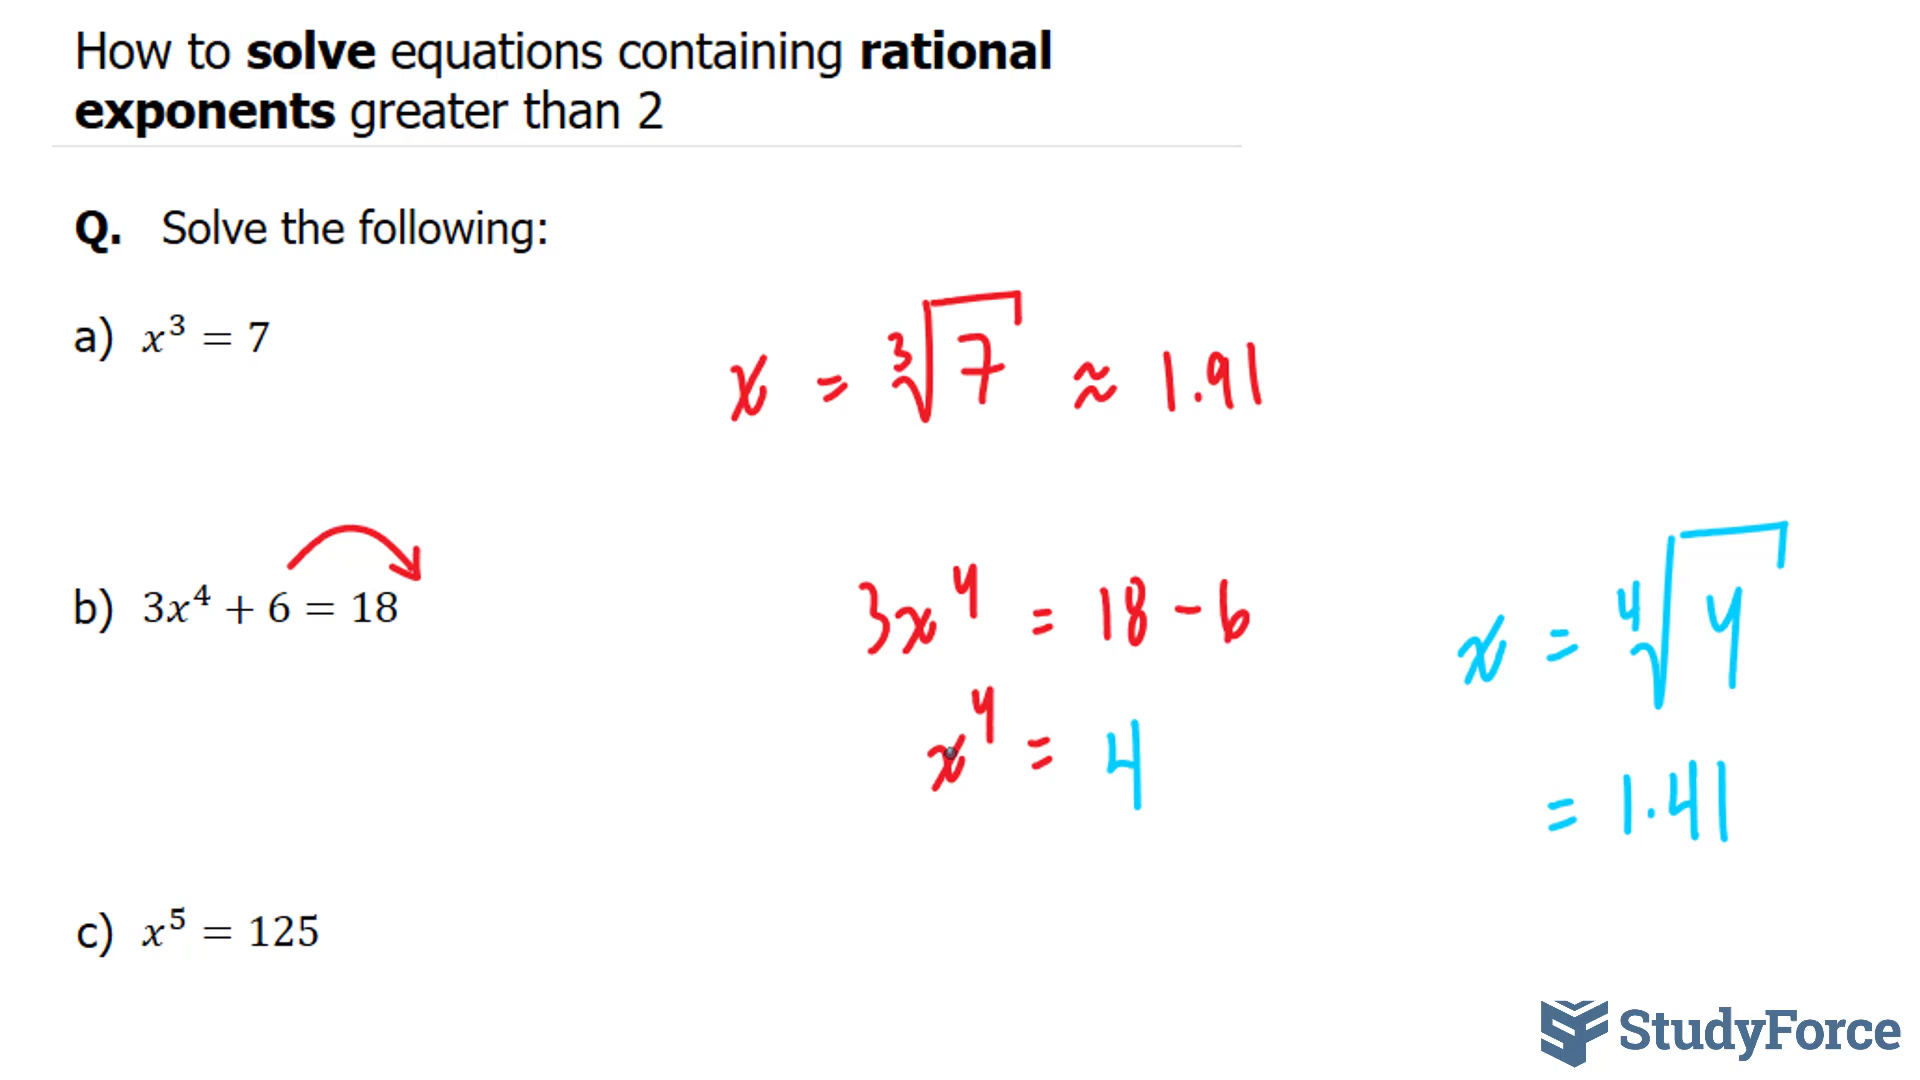 How to solve equations containing rational
exponents greater than 2
Q. Solve the following:
a) x³ = 7
x = ∛7 ≈ 1.91
b) 3x⁴ + 6 = 18
3x⁴ = 18 - 6
x⁴ = 4
x = ∜4
= 1.41
c) x⁵ = 125
StudyForce